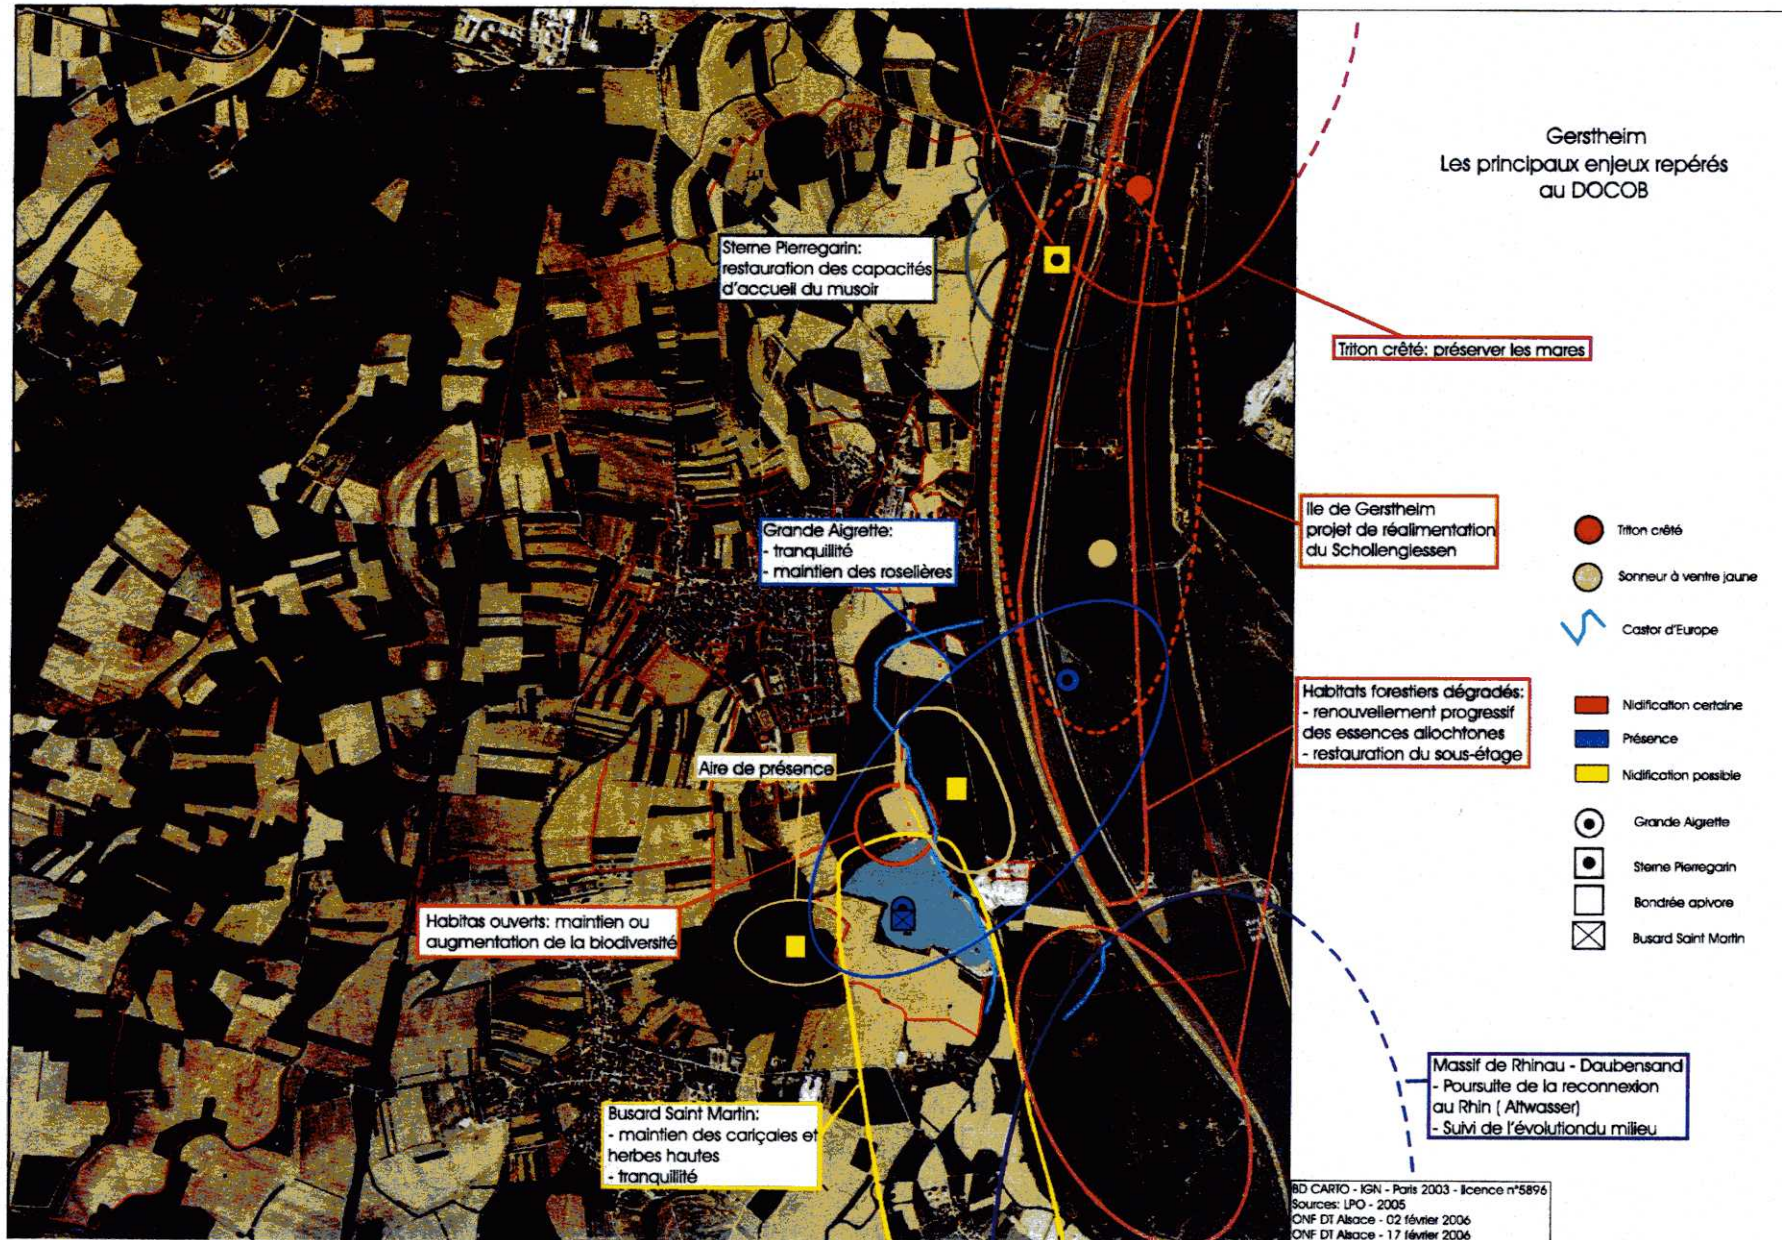 Gerstheim
Les principaux enjeux repérés
au DOCOB
Sterne Pierregarin:
restauration des capacités
d'accueil du musoir
Triton crêté: préserver les mares
Ile de Gerstheim
projet de réalimentation
du Schollengiessen
Grande Aigrette:
- tranquillité
- maintien des roselières
Habitats forestiers dégradés:
- renouvellement progressif
des essences allochtones
- restauration du sous-étage
Aire de présence
Habitas ouverts: maintien ou
augmentation de la biodiversité
Busard Saint Martin:
- maintien des cariçaies et
herbes hautes
- tranquillité
Massif de Rhinau - Daubensand
- Poursuite de la reconnexion
au Rhin ( Altwasser)
- Suivi de l'évolutiondu milieu
Triton crêté
Sonneur à ventre jaune
Castor d'Europe
Nidification certaine
Présence
Nidification possible
Grande Aigrette
Sterne Pierregarin
Bondrée apivore
Busard Saint Martin
BD CARTO - IGN - Paris 2003 - licence n°5896
Sources: LPO - 2005
ONF DT Alsace - 02 février 2006
ONF DT Alsace - 17 février 2006